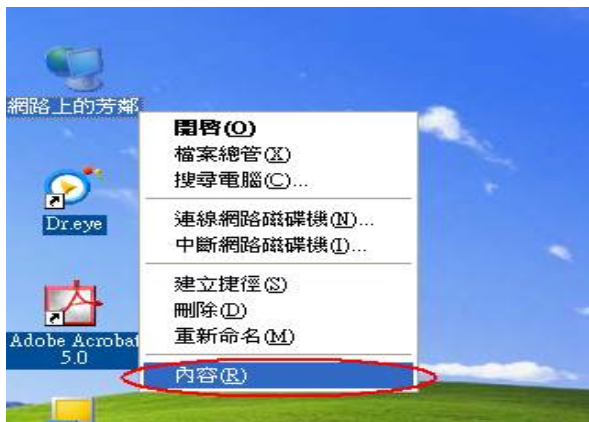 網路上的芳鄰
Dr.eye
Adobe Acrobat
5.0
開啓(O)
檔案總管(X)
搜尋電腦(C)...
連線網路磁碟機(N)...
中斷網路磁碟機(I)...
建立捷徑(S)
刪除(D)
重新命名(M)
內容(R)